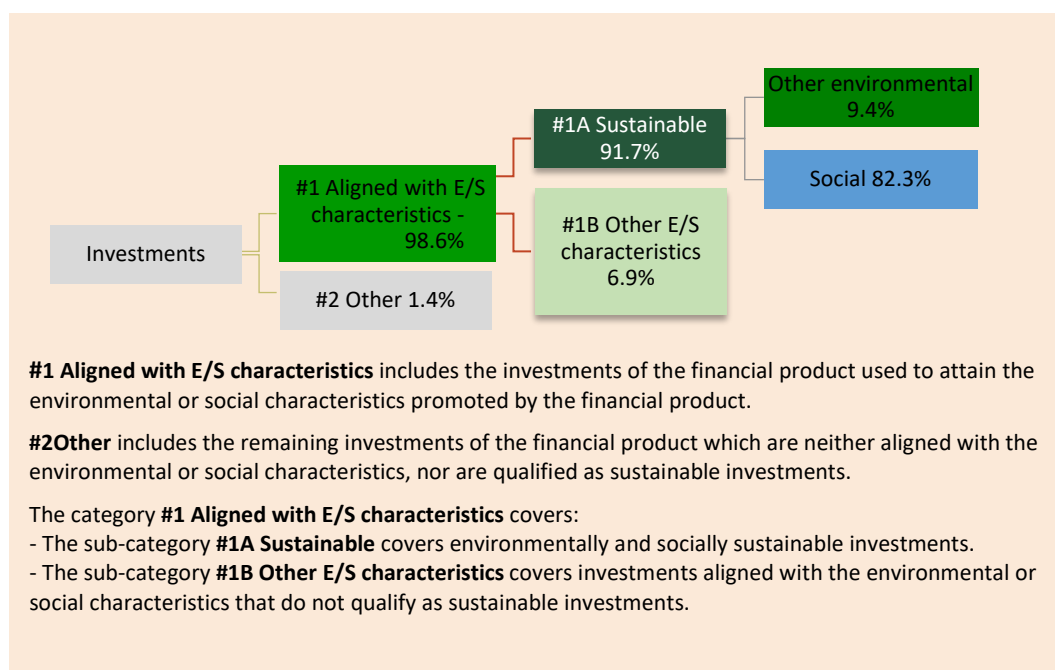 Other environmental
9.4%
#1A Sustainable
91.7%
Social 82.3%
#1 Aligned with E/S
characteristics -
98.6%
#1B Other E/S
characteristics
6.9%
Investments
#2 Other 1.4%
#1 Aligned with E/S characteristics includes the investments of the financial product used to attain the
environmental or social characteristics promoted by the financial product.
#2Other includes the remaining investments of the financial product which are neither aligned with the
environmental or social characteristics, nor are qualified as sustainable investments.
The category #1 Aligned with E/S characteristics covers:
- The sub-category #1A Sustainable covers environmentally and socially sustainable investments.
- The sub-category #1B Other E/S characteristics covers investments aligned with the environmental or
social characteristics that do not qualify as sustainable investments.